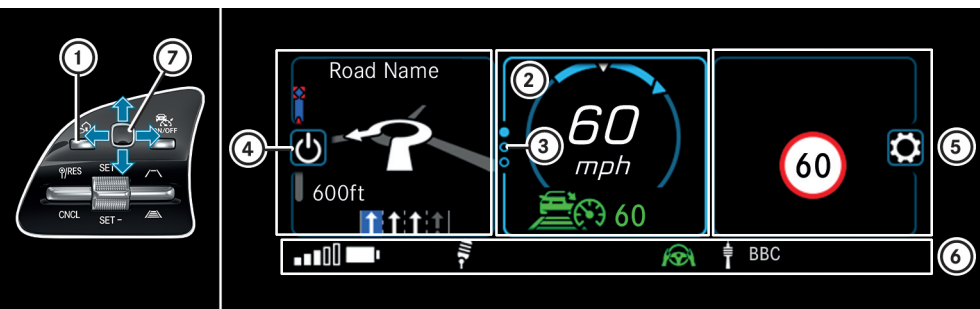 1
7
ON/OFF
⚲/RES
SET +
CNCL
SET -
Road Name
4
600ft
2
3
60
mph
60
60
5
BBC
6